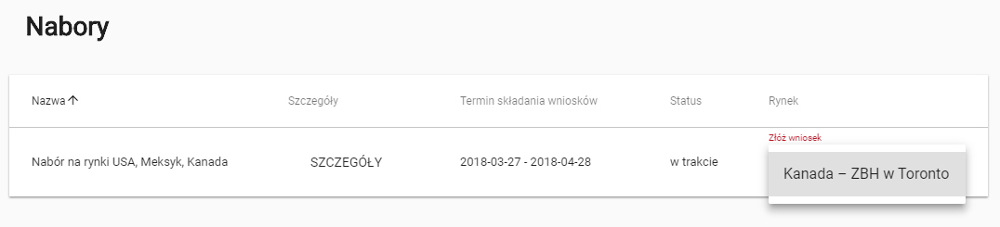 Nabory
Nazwa Szczegóły Termin składania wniosków Status Rynek
Złóż wniosek
Nabór na rynki USA, Meksyk, Kanada SZCZEGÓŁY 2018-03-27 - 2018-04-28 w trakcie Kanada – ZBH w Toronto